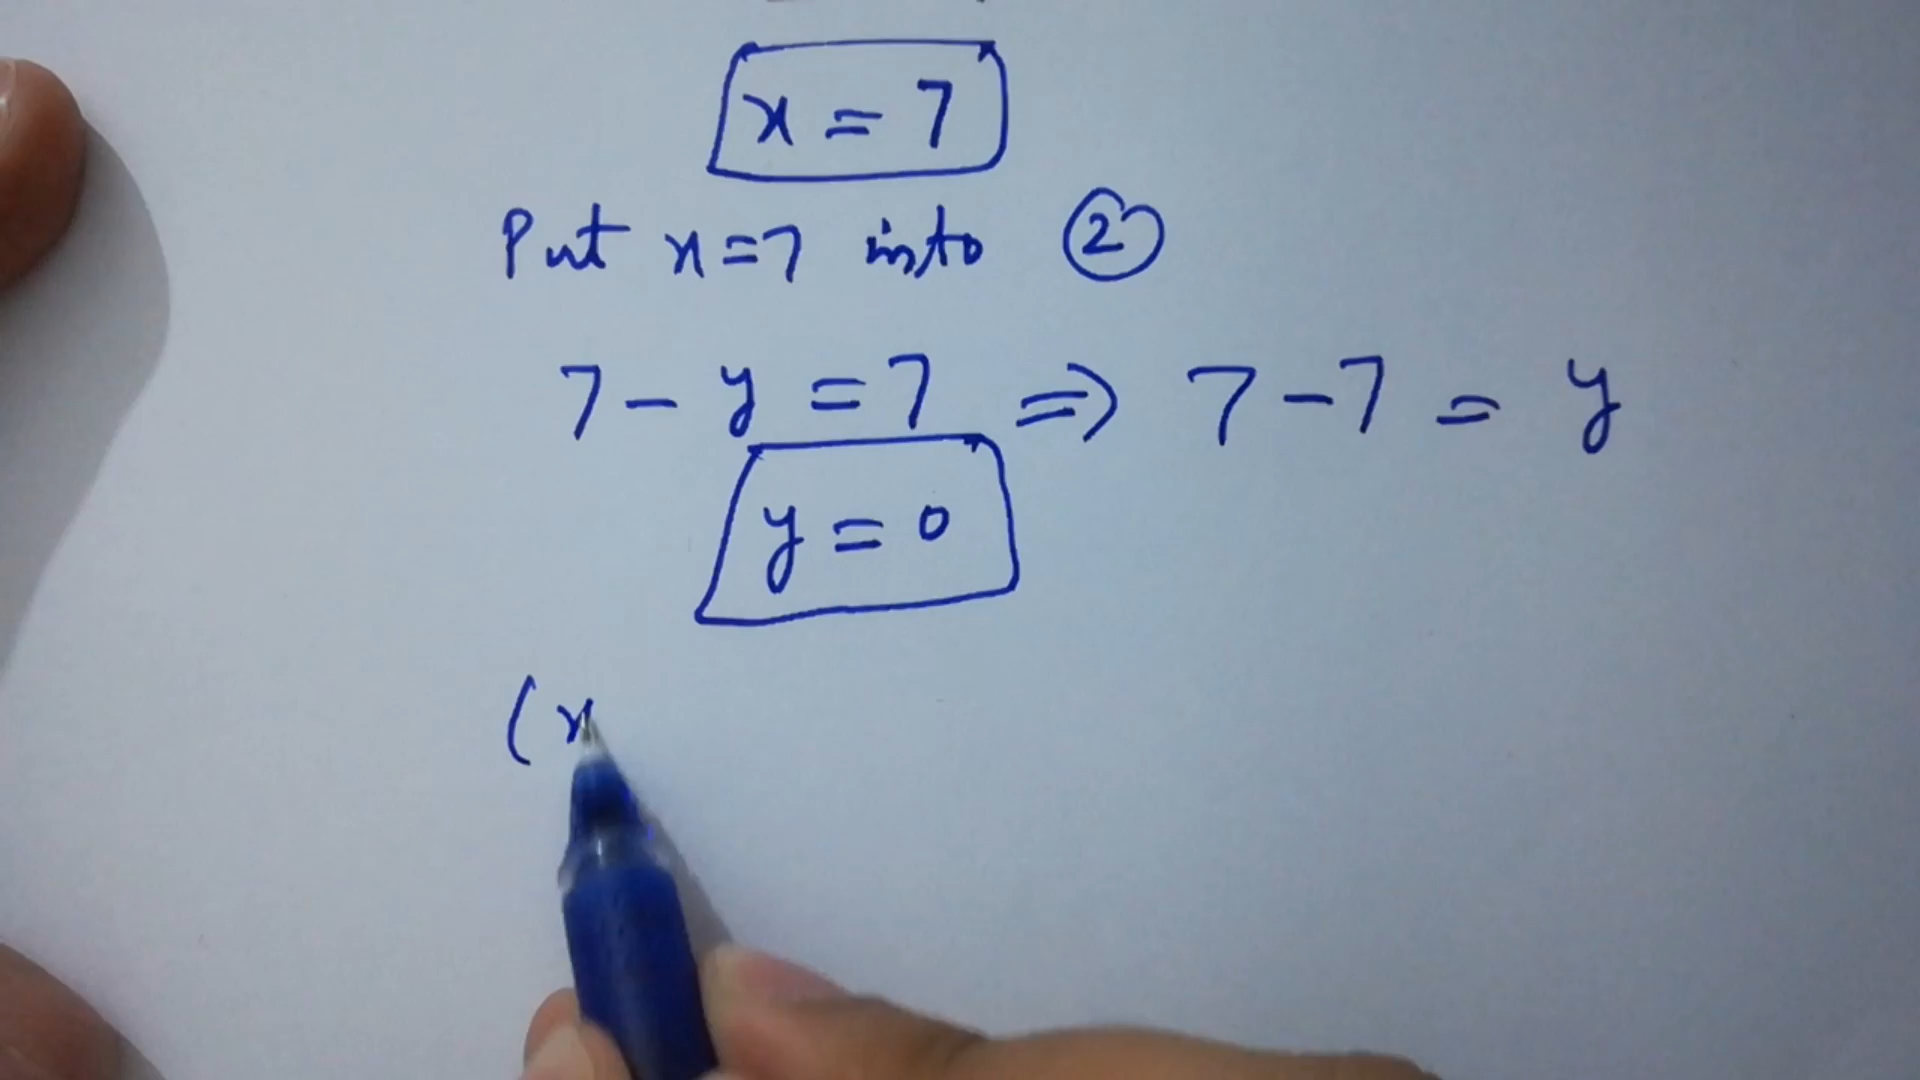 x = 7
Put x=7 into ②
7 - y = 7 ⇒ 7 - 7 = y
y = 0
(x